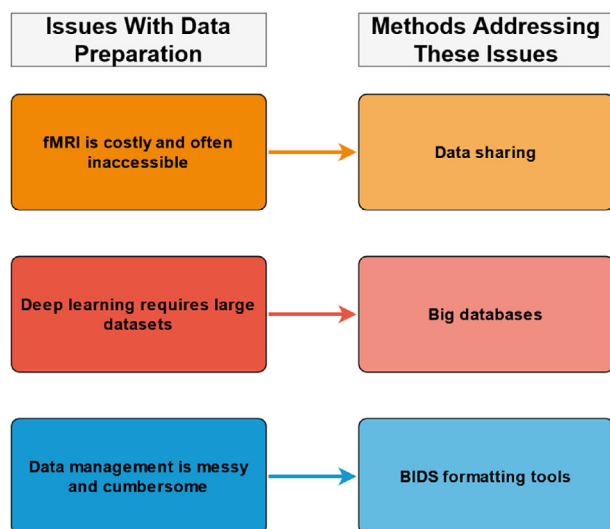 Issues With Data
Preparation
Methods Addressing
These Issues
fMRI is costly and often
inaccessible
Data sharing
Deep learning requires large
datasets
Big databases
Data management is messy
and cumbersome
BIDS formatting tools